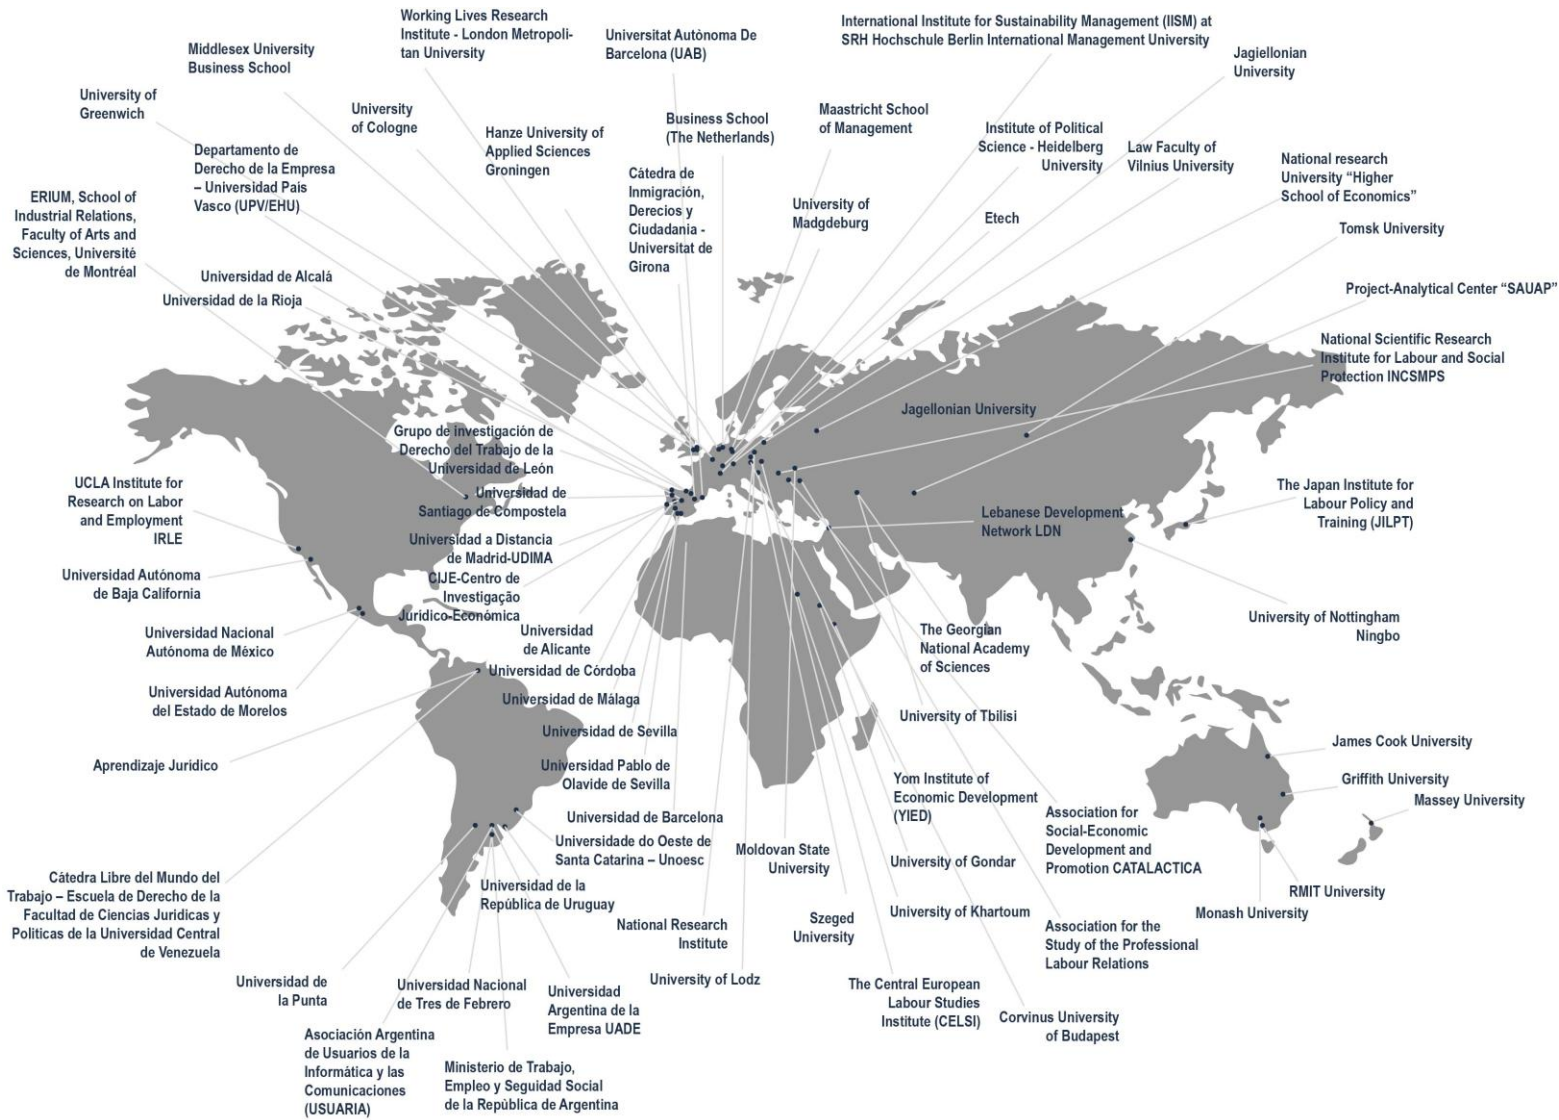 Working Lives Research
Institute - London Metropoli-
tan University
Middlesex University
Business School
Universitat Autònoma De
Barcelona (UAB)
International Institute for Sustainability Management (IISM) at
SRH Hochschule Berlin International Management University
Jagiellonian
University
University of
Greenwich
University
of Cologne
Hanze University of
Applied Sciences
Groningen
Business School
(The Netherlands)
Maastricht School
of Management
Institute of Political
Science - Heidelberg
University
Law Faculty of
Vilnius University
National research
University “Higher
School of Economics”
Departamento de
Derecho de la Empresa
– Universidad Pais
Vasco (UPV/EHU)
Cátedra de
Inmigración,
Derecios y
Ciudadania -
Universitat de
Girona
University of
Madgdeburg
Etech
Tomsk University
ERIUM, School of
Industrial Relations,
Faculty of Arts and
Sciences, Université
de Montréal
Universidad de Alcalá
Universidad de la Rioja
Project-Analytical Center “SAUAP”
National Scientific Research
Institute for Labour and Social
Protection INCSMPS
Jagellonian University
Grupo de investigación de
Derecho del Trabajo de la
Universidad de León
UCLA Institute for
Research on Labor
and Employment
IRLE
Universidad de
Santiago de Compostela
The Japan Institute for
Labour Policy and
Training (JILPT)
Lebanese Development
Network LDN
Universidad a Distancia
de Madrid-UDIMA
Universidad Autónoma
de Baja California
CIJE-Centro de
Investigação
Jurídico-Económica
University of Nottingham
Ningbo
Universidad Nacional
Autónoma de México
Universidad
de Alicante
The Georgian
National Academy
of Sciences
Universidad de Córdoba
Universidad Autónoma
del Estado de Morelos
Universidad de Málaga
University of Tbilisi
Universidad de Sevilla
James Cook University
Aprendizaje Jurídico
Universidad Pablo de
Olavide de Sevilla
Yom Institute of
Economic Development
(YIED)
Griffith University
Massey University
Universidad de Barcelona
Association for
Social-Economic
Development and
Promotion CATALACTICA
Universidade do Oeste de
Santa Catarina – Unoesc
Moldovan State
University
University of Gondar
Cátedra Libre del Mundo del
Trabajo – Escuela de Derecho de la
Facultad de Ciencias Juridicas y
Politicas de la Universidad Central
de Venezuela
Universidad de la
República de Uruguay
RMIT University
Monash University
National Research
Institute
Szeged
University
University of Khartoum
Association for the
Study of the Professional
Labour Relations
Universidad de
la Punta
Universidad Nacional
de Tres de Febrero
Universidad
Argentina de la
Empresa UADE
University of Lodz
The Central European
Labour Studies
Institute (CELSI)
Corvinus University
of Budapest
Asociación Argentina
de Usuarios de la
Informática y las
Comunicaciones
(USUARIA)
Ministerio de Trabajo,
Empleo y Seguidad Social
de la República de Argentina